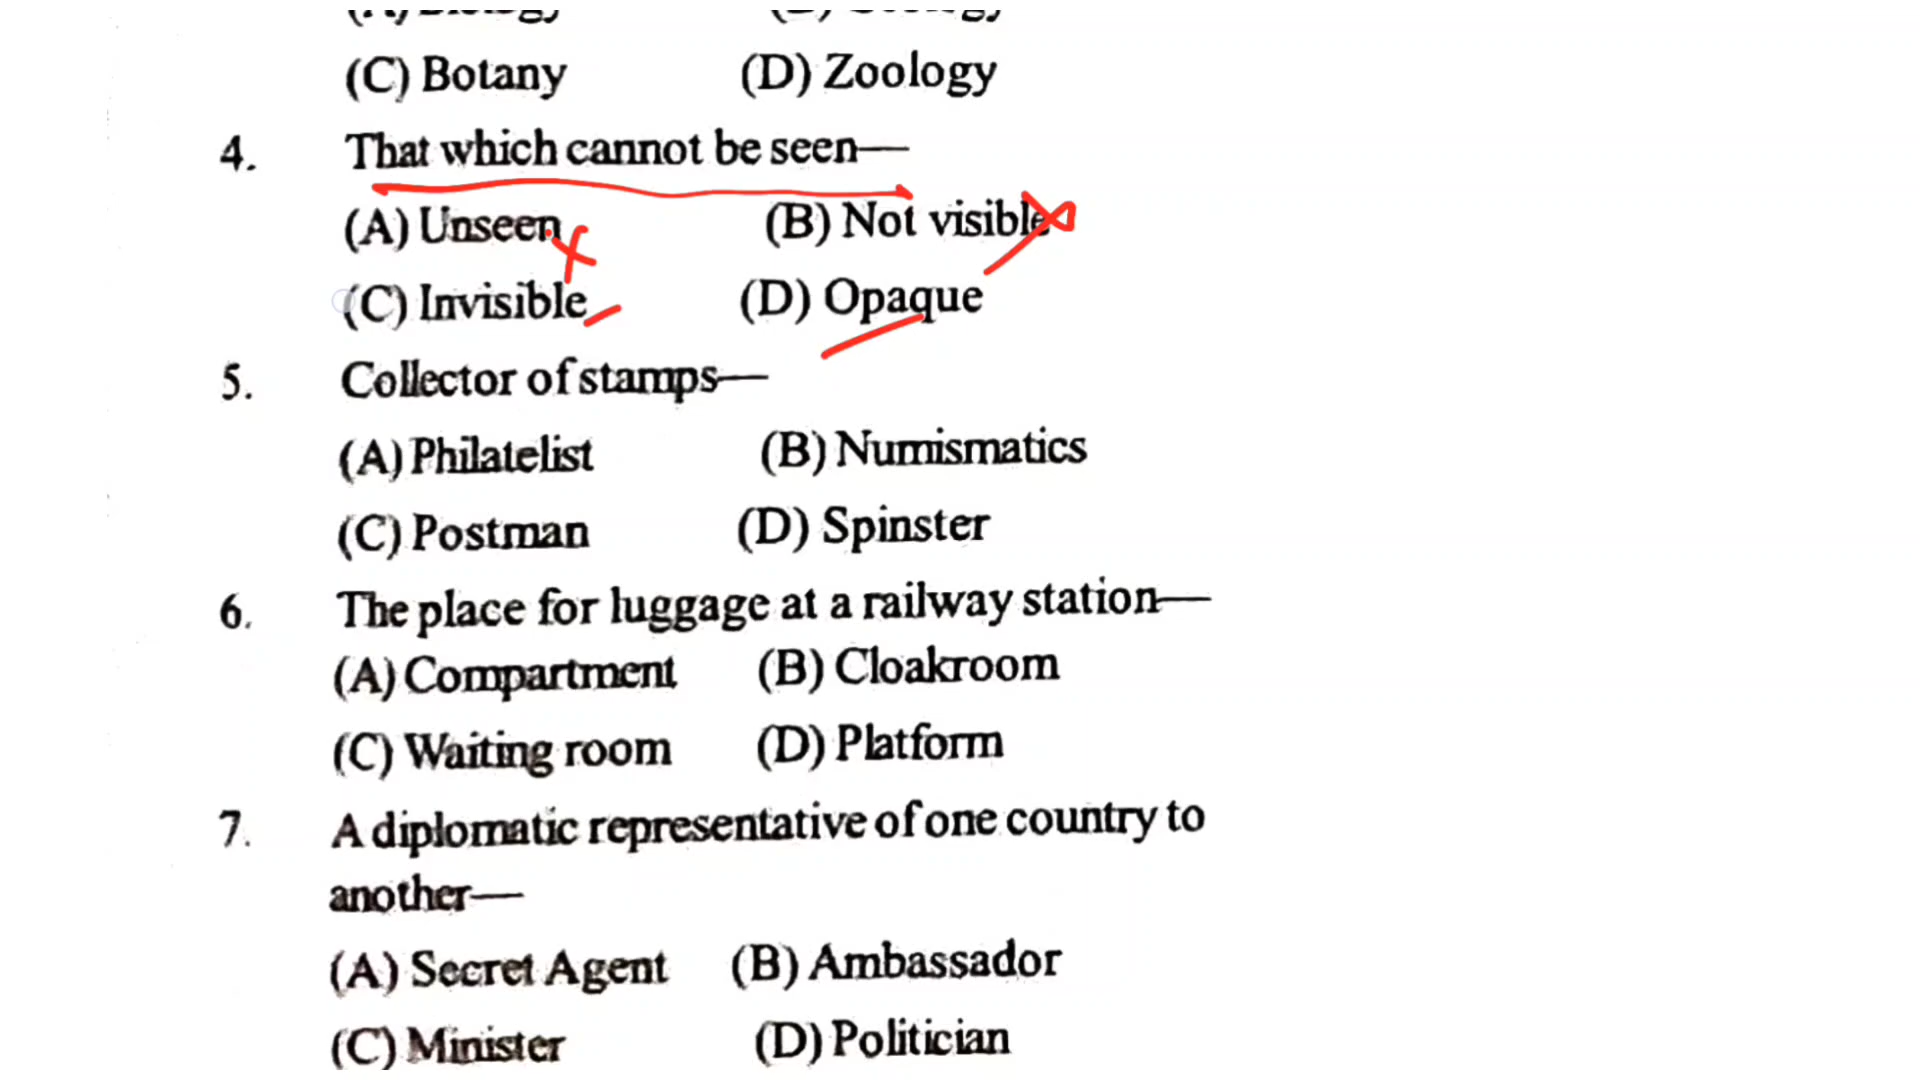 (C) Botany (D) Zoology
4. That which cannot be seen—
(A) Unseen (B) Not visible
(C) Invisible (D) Opaque
5. Collector of stamps—
(A) Philatelist (B) Numismatics
(C) Postman (D) Spinster
6. The place for luggage at a railway station—
(A) Compartment (B) Cloakroom
(C) Waiting room (D) Platform
7. A diplomatic representative of one country to
another—
(A) Secret Agent (B) Ambassador
(C) Minister (D) Politician